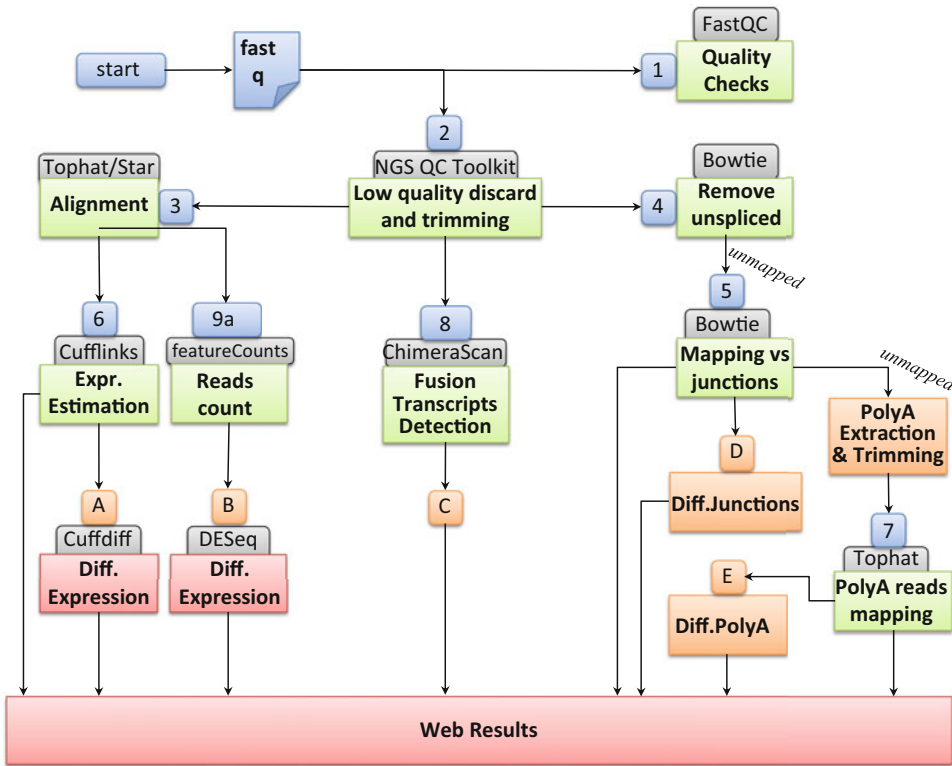 start
fast
q
1
FastQC
Quality
Checks
2
NGS QC Toolkit
Low quality discard
and trimming
Tophat/Star
Alignment
3
4
Bowtie
Remove
unspliced
unmapped
5
Bowtie
Mapping vs
junctions
unmapped
6
Cufflinks
Expr.
Estimation
9a
featureCounts
Reads
count
8
ChimeraScan
Fusion
Transcripts
Detection
PolyA
Extraction
& Trimming
A
Cuffdiff
Diff.
Expression
B
DESeq
Diff.
Expression
C
D
Diff.Junctions
7
Tophat
PolyA reads
mapping
E
Diff.PolyA
Web Results